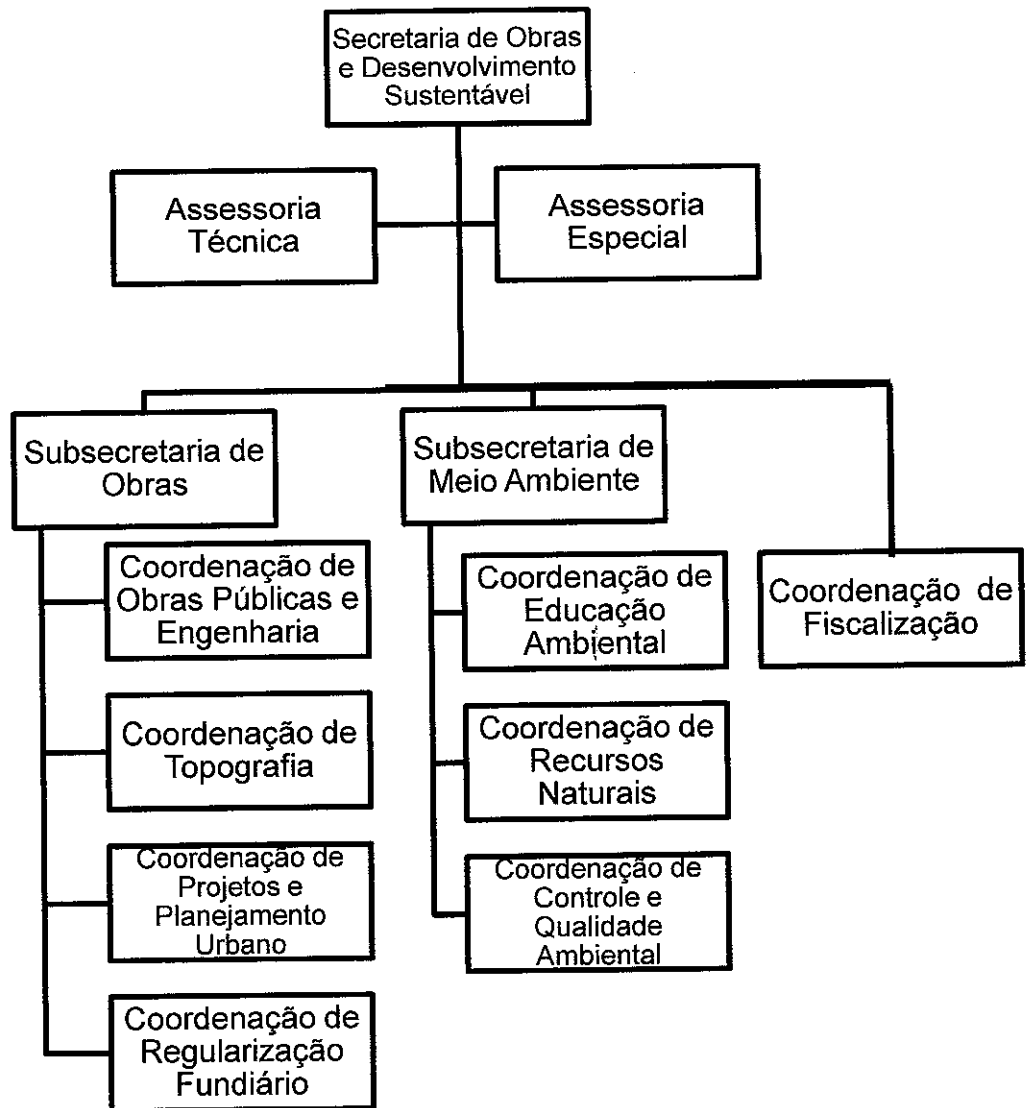 Secretaria de Obras
e Desenvolvimento
Sustentável
Assessoria
Técnica
Assessoria
Especial
Subsecretaria de
Obras
Subsecretaria de
Meio Ambiente
Coordenação de
Obras Públicas e
Engenharia
Coordenação de
Educação
Ambiental
Coordenação de
Fiscalização
Coordenação de
Topografia
Coordenação de
Recursos
Naturais
Coordenação de
Projetos e
Planejamento
Urbano
Coordenação de
Controle e
Qualidade
Ambiental
Coordenação de
Regularização
Fundiário